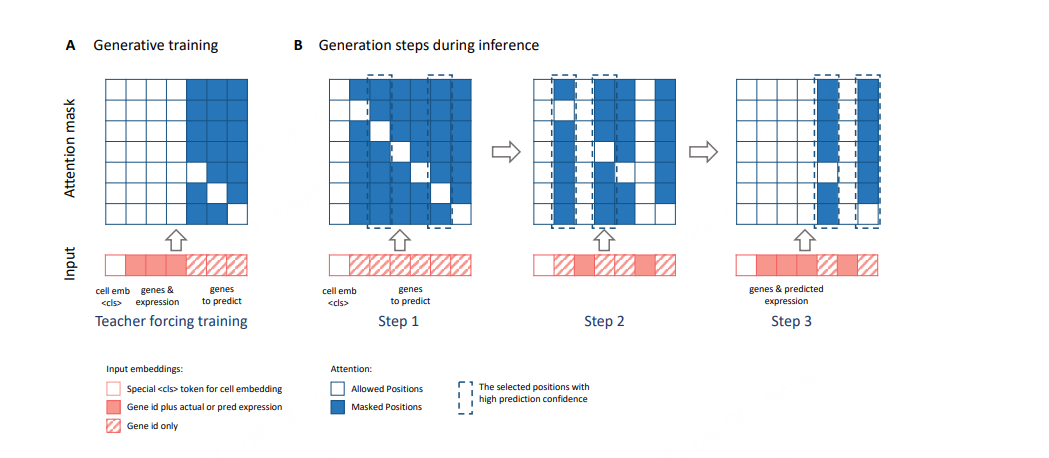 A Generative training
B Generation steps during inference
Attention mask
Input
cell emb
<cls>
genes &
expression
genes
to predict
Teacher forcing training
cell emb
<cls>
genes
to predict
Step 1
Step 2
genes & predicted
expression
Step 3
Input embeddings:
Special <cls> token for cell embedding
Gene id plus actual or pred expression
Gene id only
Attention:
Allowed Positions
Masked Positions
The selected positions with
high prediction confidence